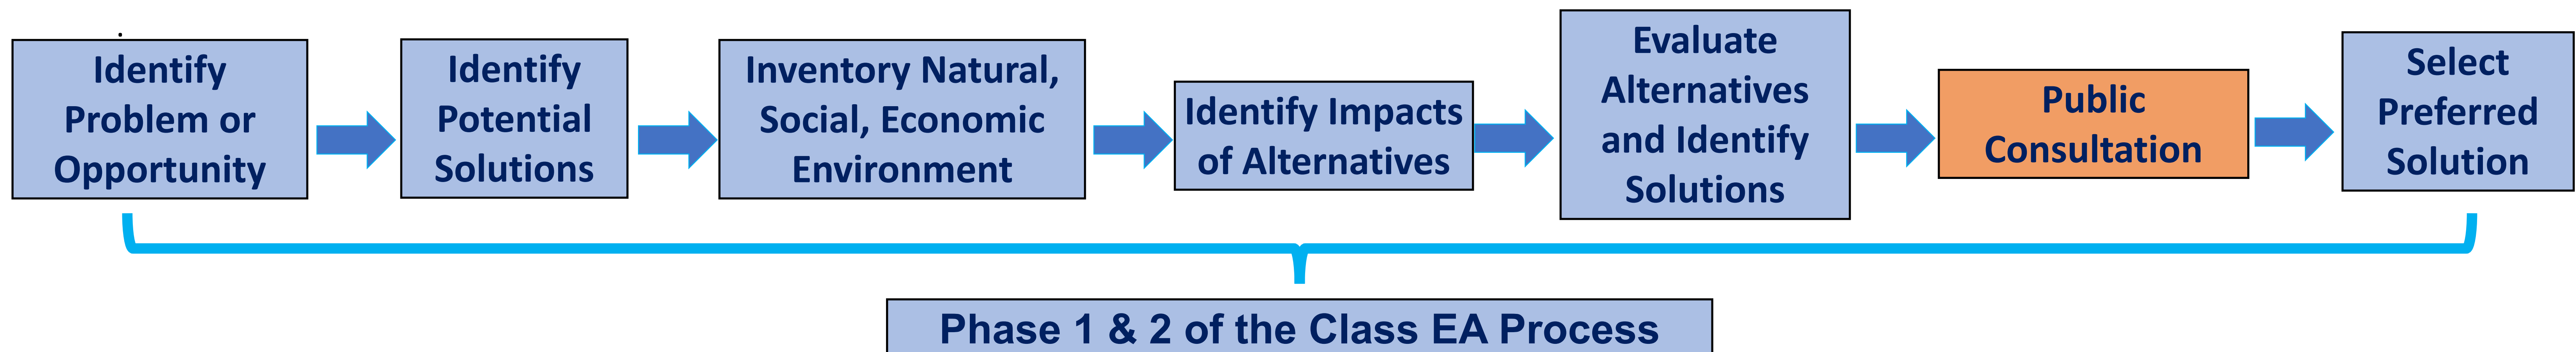 Identify
Problem or
Opportunity
Identify
Potential
Solutions
Inventory Natural,
Social, Economic
Environment
Identify Impacts
of Alternatives
Evaluate
Alternatives
and Identify
Solutions
Public
Consultation
Select
Preferred
Solution
Phase 1 & 2 of the Class EA Process